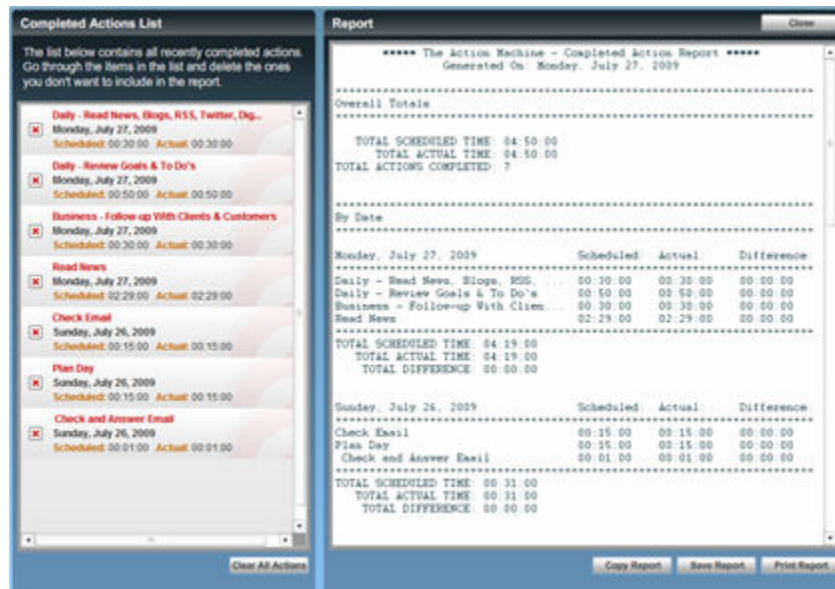 Completed Actions List
The list below contains all recently completed actions.
Go through the items in the list and delete the ones
you don't want to include in the report.
Daily - Read News, Blogs, RSS, Twitter, Dig...
Monday, July 27, 2009
Scheduled: 00:30:00 Actual: 00:30:00
Daily - Review Goals & To Do's
Monday, July 27, 2009
Scheduled: 00:50:00 Actual: 00:50:00
Business - Follow-up With Clients & Customers
Monday, July 27, 2009
Scheduled: 00:30:00 Actual: 00:30:00
Read News
Monday, July 27, 2009
Scheduled: 02:29:00 Actual: 02:29:00
Check Email
Sunday, July 26, 2009
Scheduled: 00:15:00 Actual: 00:15:00
Plan Day
Sunday, July 26, 2009
Scheduled: 00:15:00 Actual: 00:15:00
Check and Answer Email
Sunday, July 26, 2009
Scheduled: 00:01:00 Actual: 00:01:00
Clear All Actions
Report
Close
***** The Action Machine - Completed Action Report *****
Generated On: Monday, July 27, 2009
Overall Totals
TOTAL SCHEDULED TIME: 04:50:00
TOTAL ACTUAL TIME: 04:50:00
TOTAL ACTIONS COMPLETED: 7
By Date
Monday, July 27, 2009 Scheduled: Actual: Difference:
Daily - Read News, Blogs, RSS, ... 00:30:00 00:30:00 00:00:00
Daily - Review Goals & To Do's 00:50:00 00:50:00 00:00:00
Business - Follow-up With Clien... 00:30:00 00:30:00 00:00:00
Read News 02:29:00 02:29:00 00:00:00
TOTAL SCHEDULED TIME: 04:19:00
TOTAL ACTUAL TIME: 04:19:00
TOTAL DIFFERENCE: 00:00:00
Sunday, July 26, 2009 Scheduled: Actual: Difference:
Check Email 00:15:00 00:15:00 00:00:00
Plan Day 00:15:00 00:15:00 00:00:00
Check and Answer Email 00:01:00 00:01:00 00:00:00
TOTAL SCHEDULED TIME: 00:31:00
TOTAL ACTUAL TIME: 00:31:00
TOTAL DIFFERENCE: 00:00:00
Copy Report
Save Report
Print Report